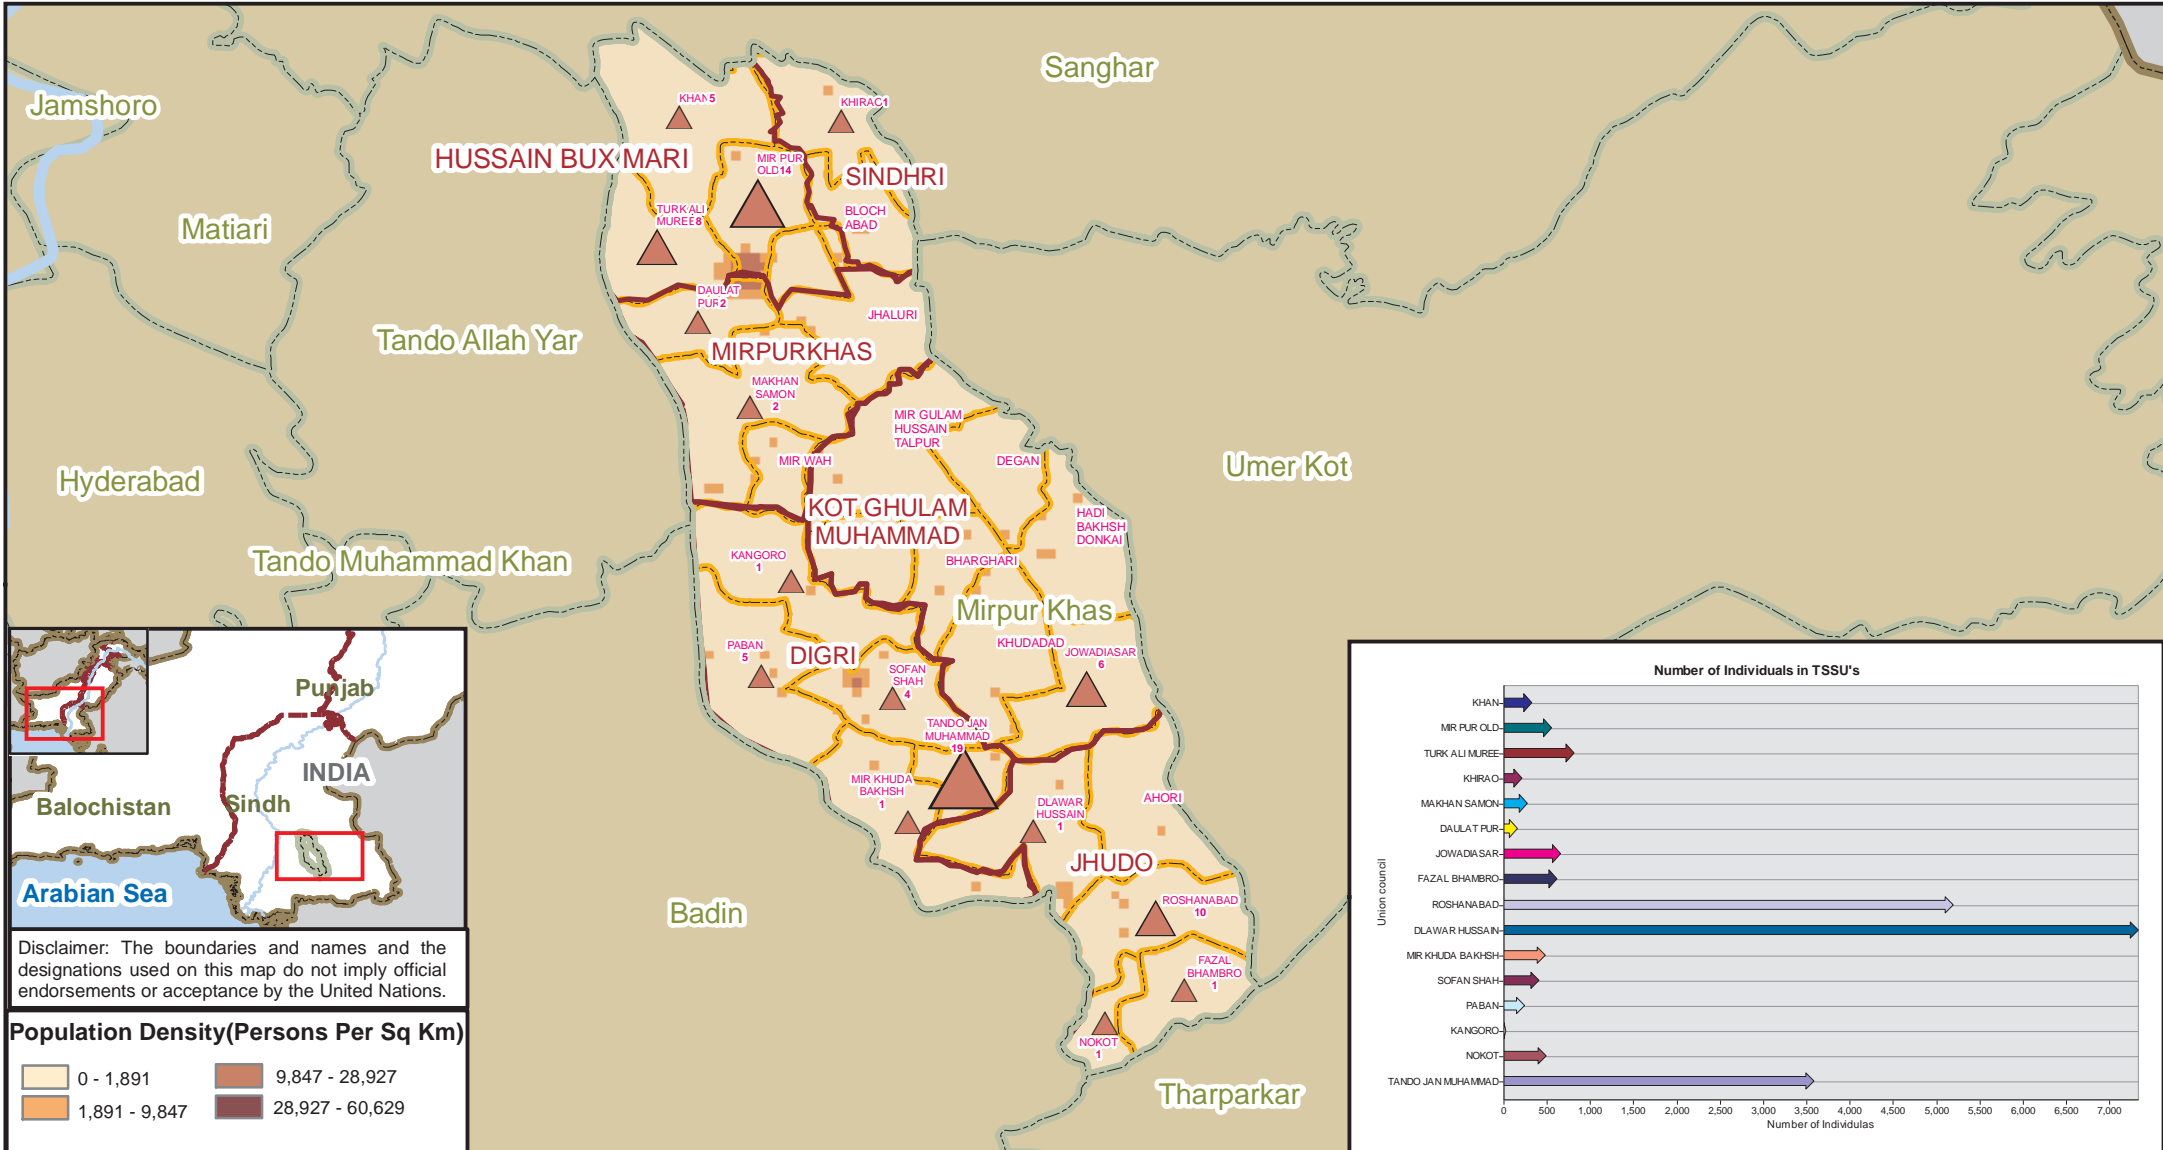 Sanghar
Jamshoro
KHAN5
KHIRAO1
HUSSAIN BUX MARI
MIR PUR
OLD14
SINDHRI
TURK ALI
MUREE8
BLOCH
ABAD
Matiari
DAULAT
PUR2
JHALURI
Tando Allah Yar
MIRPURKHAS
MAKHAN
SAMON
2
MIR GULAM
HUSSAIN
TALPUR
MIR WAH
DEGAN
Umer Kot
Hyderabad
KOT GHULAM
MUHAMMAD
HADI
BAKHSH
DONKAI
KANGORO
1
BHARGHARI
Tando Muhammad Khan
Mirpur Khas
PABAN
5
DIGRI
SOFAN
SHAH
4
KHUDADAD
JOWADIASAR
6
TANDO JAN
MUHAMMAD
19
MIR KHUDA
BAKHSH
1
DLAWAR
HUSSAIN
1
AHORI
JHUDO
ROSHANABAD
10
Badin
FAZAL
BHAMBRO
1
NOKOT
1
Tharparkar
Punjab
INDIA
Balochistan
Sindh
Arabian Sea
Disclaimer: The boundaries and names and the
designations used on this map do not imply official
endorsements or acceptance by the United Nations.
Population Density(Persons Per Sq Km)
0 - 1,891
9,847 - 28,927
1,891 - 9,847
28,927 - 60,629
Number of Individuals in TSSU's
Union council
KHAN
MIR PUR OLD
TURK ALI MUREE
KHIRAO
MAKHAN SAMON
DAULAT PUR
JOWADIASAR
FAZAL BHAMBRO
ROSHANABAD
DLAWAR HUSSAIN
MIR KHUDA BAKHSH
SOFAN SHAH
PABAN
KANGORO
NOKOT
TANDO JAN MUHAMMAD
0 500 1,000 1,500 2,000 2,500 3,000 3,500 4,000 4,500 5,000 5,500 6,000 6,500 7,000
Number of Individulas